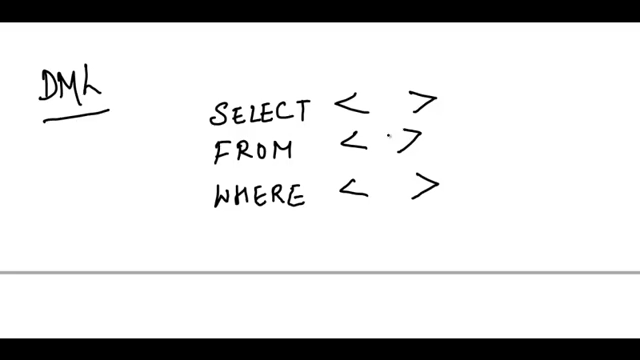 DML
SELECT < >
FROM < >
WHERE < >